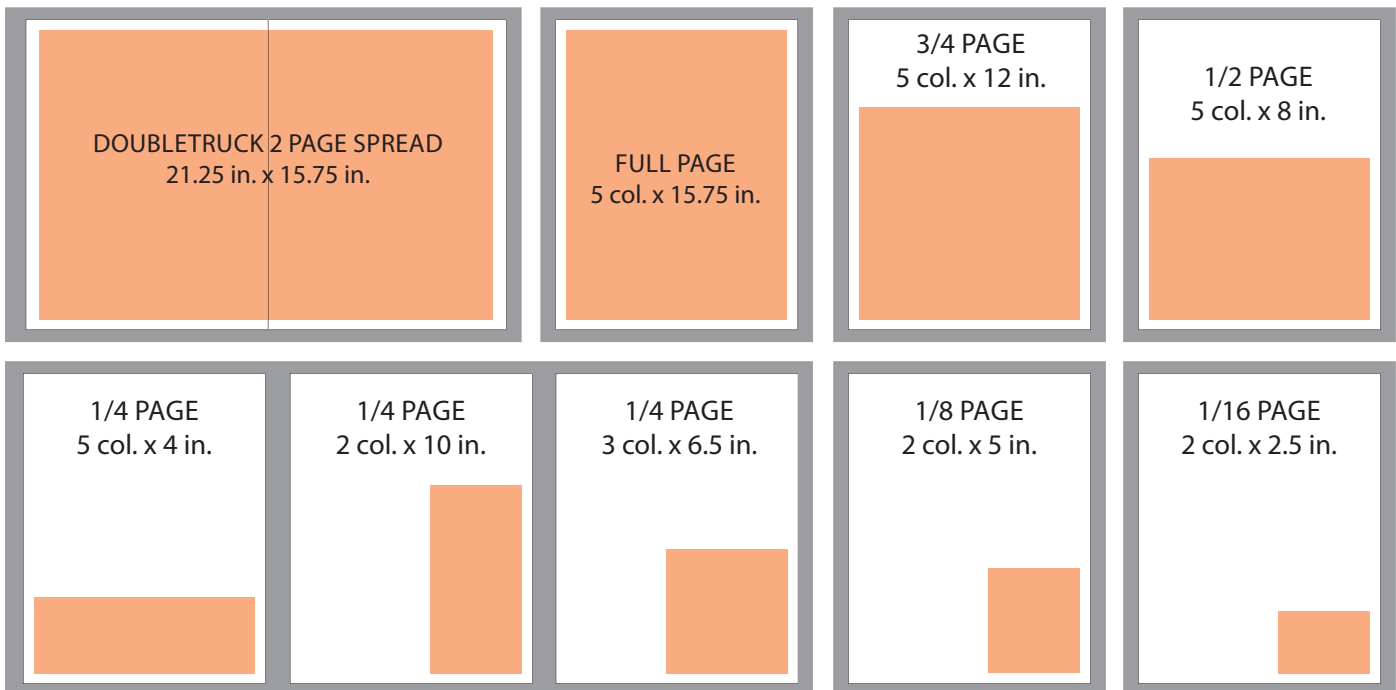 DOUBLETRUCK 2 PAGE SPREAD
21.25 in. x 15.75 in.
FULL PAGE
5 col. x 15.75 in.
3/4 PAGE
5 col. x 12 in.
1/2 PAGE
5 col. x 8 in.
1/4 PAGE
5 col. x 4 in.
1/4 PAGE
2 col. x 10 in.
1/4 PAGE
3 col. x 6.5 in.
1/8 PAGE
2 col. x 5 in.
1/16 PAGE
2 col. x 2.5 in.